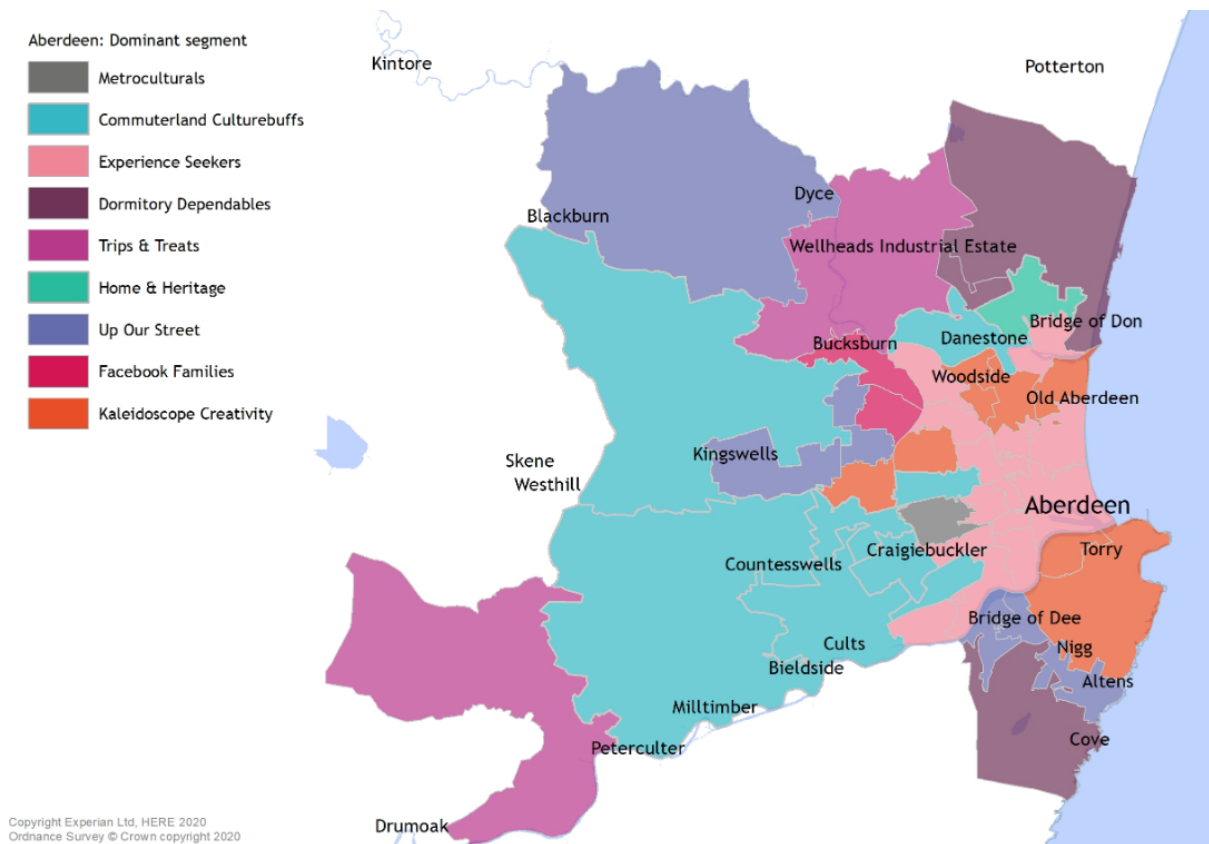 Aberdeen: Dominant segment
Metroculturals
Commuterland Culturebuffs
Experience Seekers
Dormitory Dependables
Trips & Treats
Home & Heritage
Up Our Street
Facebook Families
Kaleidoscope Creativity
Kintore
Potterton
Dyce
Blackburn
Wellheads Industrial Estate
Bridge of Don
Bucksburn
Danestone
Woodside
Old Aberdeen
Kingswells
Skene
Westhill
Aberdeen
Craigiebuckler
Torry
Countesswells
Bridge of Dee
Cults
Nigg
Bieldside
Altens
Milltimber
Cove
Peterculter
Drumoak
Copyright Experian Ltd, HERE 2020
Ordnance Survey © Crown copyright 2020